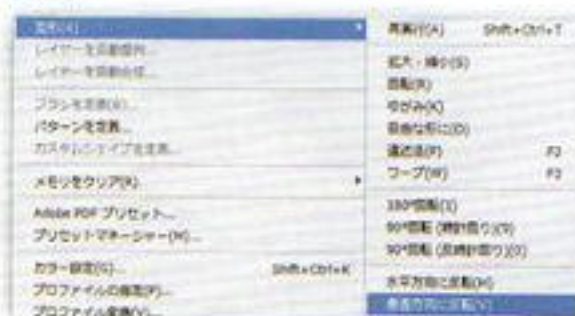 変形(A)
レイヤーを自動整列...
レイヤーを自動合成...
ブラシを定義(B)...
パターンを定義...
カスタムシェイプを定義...
メモリをクリア(R)
Adobe PDF プリセット...
プリセットマネージャー(M)...
カラー設定(G)... Shift+Ctrl+K
プロファイルの指定(P)...
プロファイル変換(V)...
再実行(A) Shift+Ctrl+T
拡大・縮小(S)
回転(R)
ゆがみ(K)
自由な形に(D)
遠近法(P) F2
ワープ(W) F3
180°回転(1)
90°回転 (時計回り)(9)
90°回転 (反時計回り)(0)
水平方向に反転(H)
垂直方向に反転(V)